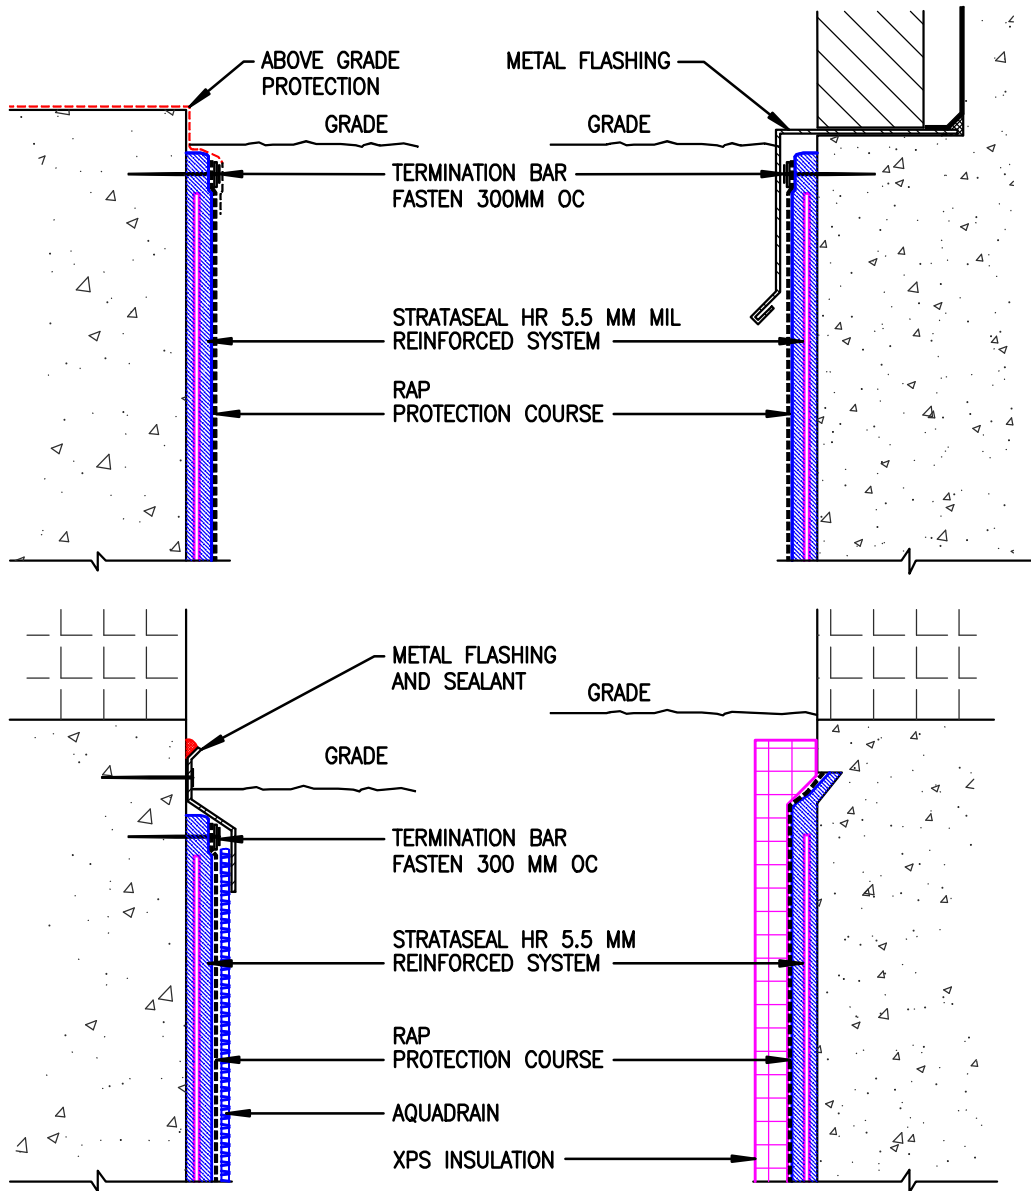 ABOVE GRADE
PROTECTION
METAL FLASHING
GRADE
GRADE
TERMINATION BAR
FASTEN 300MM OC
STRATASEAL HR 5.5 MM MIL
REINFORCED SYSTEM
RAP
PROTECTION COURSE
METAL FLASHING
AND SEALANT
GRADE
GRADE
TERMINATION BAR
FASTEN 300 MM OC
STRATASEAL HR 5.5 MM
REINFORCED SYSTEM
RAP
PROTECTION COURSE
AQUADRAIN
XPS INSULATION